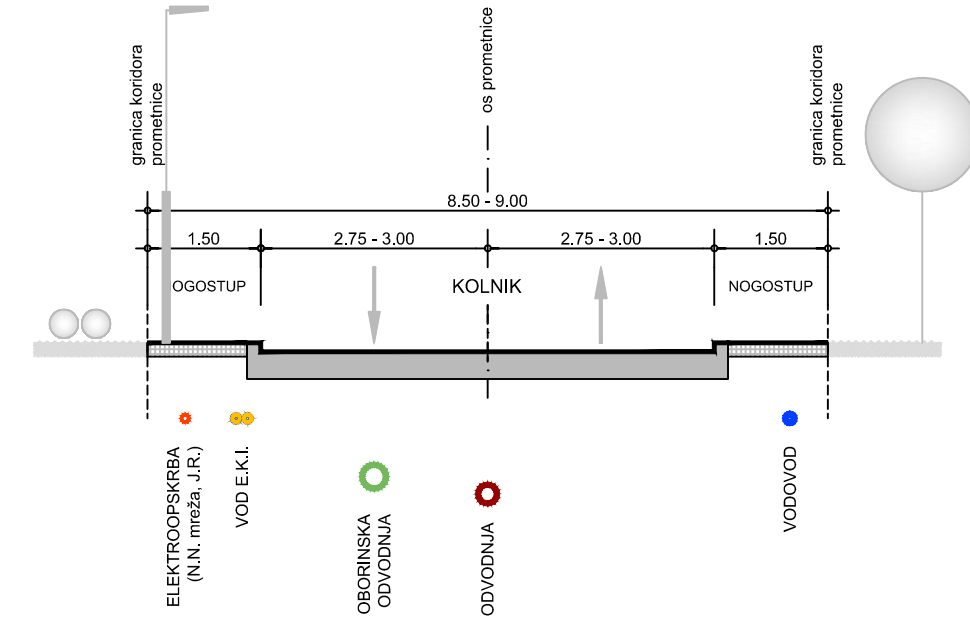 granica koridora
prometnice
os prometnice
granica koridora
prometnice
8.50 - 9.00
1.50
2.75 - 3.00
2.75 - 3.00
1.50
OGOSTUP
KOLNIK
NOGOSTUP
ELEKTROOPSKRBA
(N.N. mreža, J.R.)
VOD E.K.I.
OBORINSKA
ODVODNJA
ODVODNJA
VODOVOD